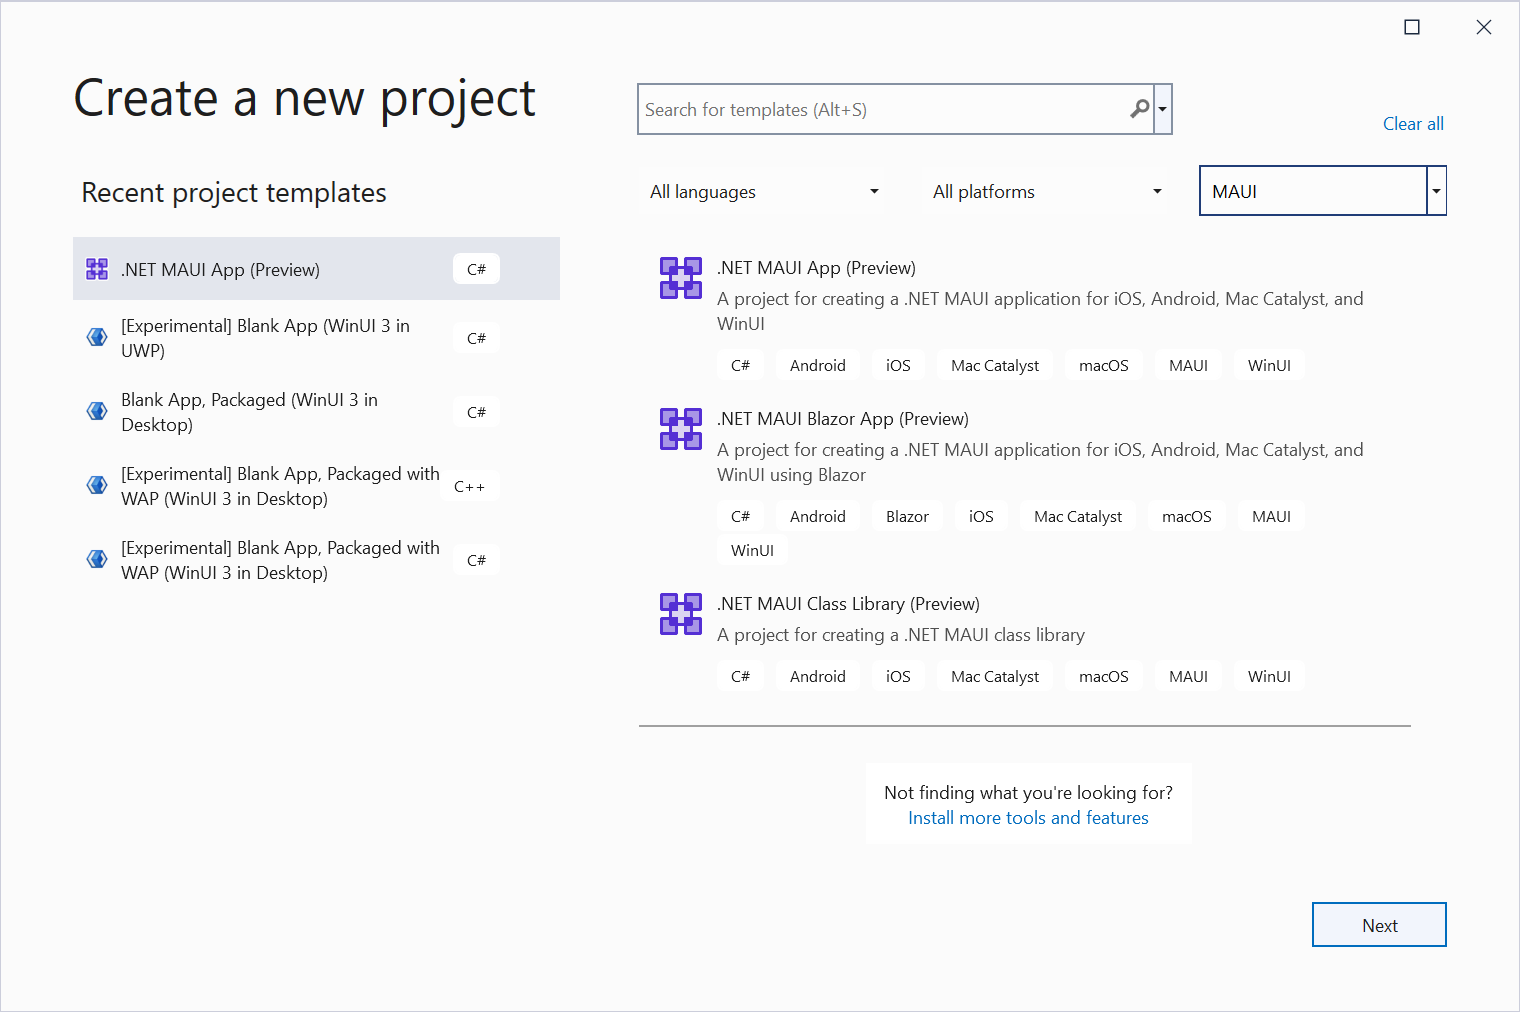 Create a new project
Search for templates (Alt+S)
Clear all
Recent project templates
All languages
All platforms
MAUI
.NET MAUI App (Preview)
C#
[Experimental] Blank App (WinUI 3 in
UWP)
C#
Blank App, Packaged (WinUI 3 in
Desktop)
C#
[Experimental] Blank App, Packaged with
WAP (WinUI 3 in Desktop)
C++
[Experimental] Blank App, Packaged with
WAP (WinUI 3 in Desktop)
C#
.NET MAUI App (Preview)
A project for creating a .NET MAUI application for iOS, Android, Mac Catalyst, and
WinUI
C# Android iOS Mac Catalyst macOS MAUI WinUI
.NET MAUI Blazor App (Preview)
A project for creating a .NET MAUI application for iOS, Android, Mac Catalyst, and
WinUI using Blazor
C# Android Blazor iOS Mac Catalyst macOS MAUI
WinUI
.NET MAUI Class Library (Preview)
A project for creating a .NET MAUI class library
C# Android iOS Mac Catalyst macOS MAUI WinUI
Not finding what you're looking for?
Install more tools and features
Next